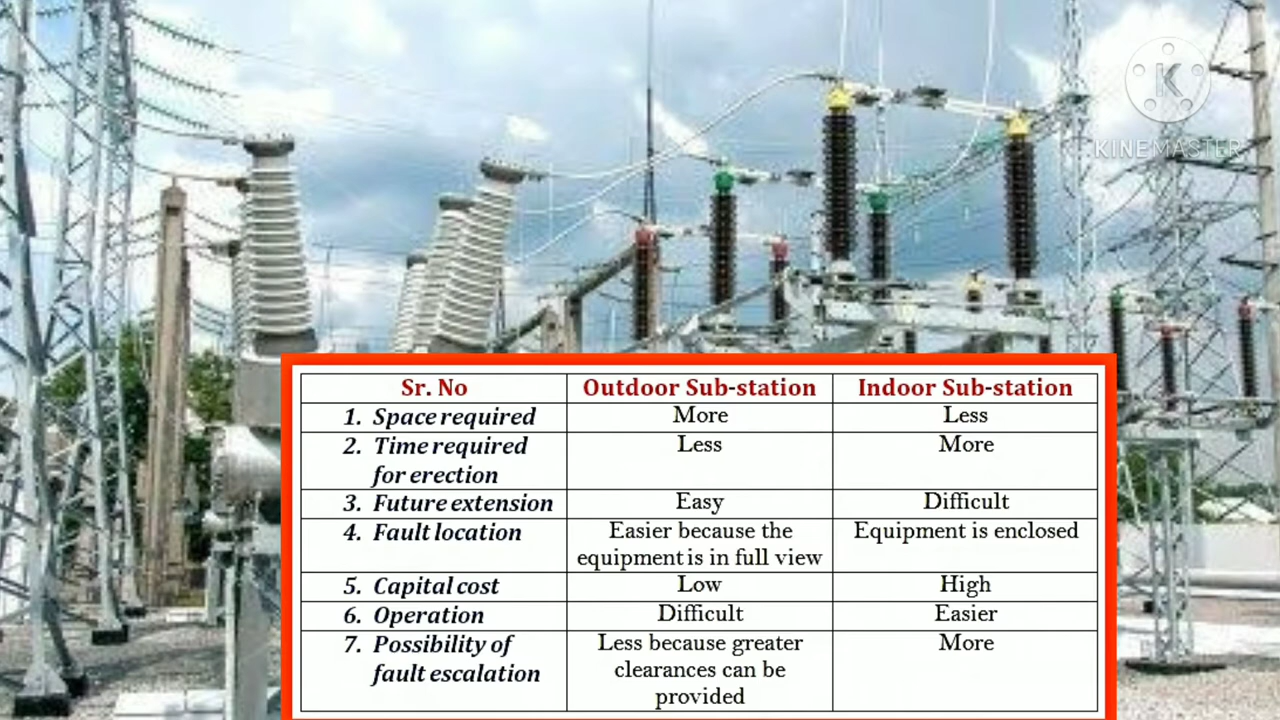 K
KINEMASTER
Sr. No Outdoor Sub-station Indoor Sub-station
1. Space required More Less
2. Time required for erection Less More
3. Future extension Easy Difficult
4. Fault location Easier because the equipment is in full view Equipment is enclosed
5. Capital cost Low High
6. Operation Difficult Easier
7. Possibility of fault escalation Less because greater clearances can be provided More